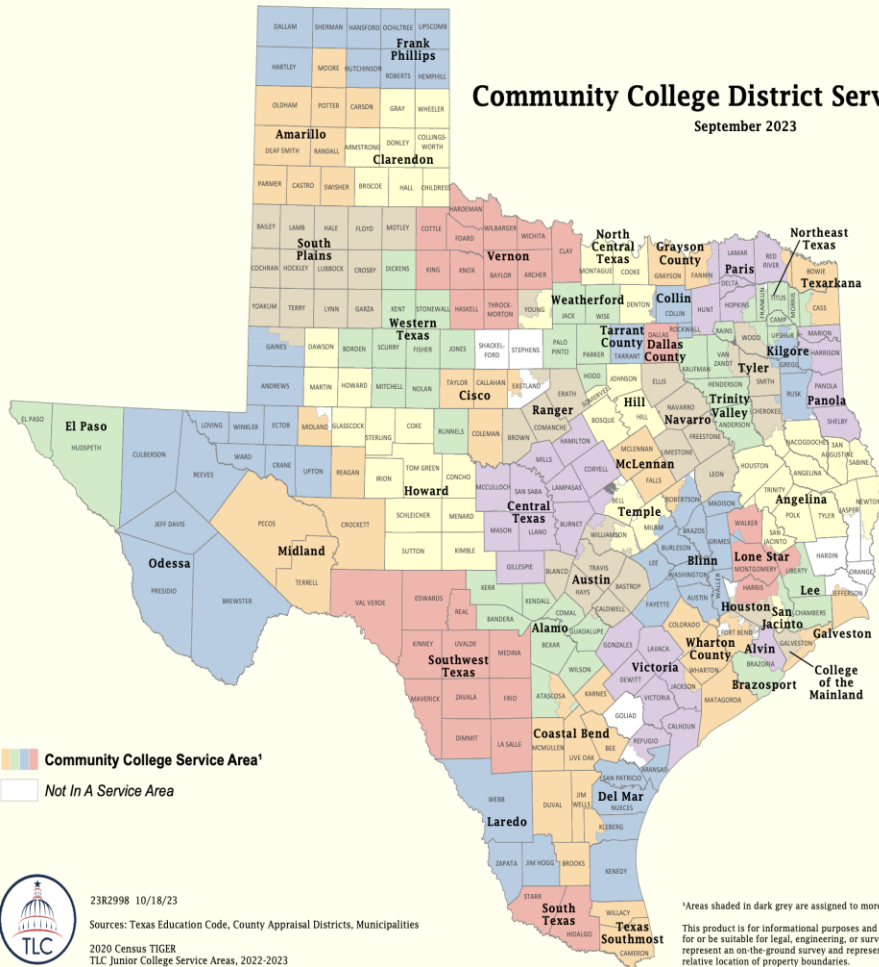 Community College District Serv
September 2023
DALLAM SHERMAN HANSFORD OCHILTREE LIPSCOMB
Frank
Phillips
HARTLEY MOORE HUTCHINSON ROBERTS HEMPHILL
OLDHAM POTTER CARSON GRAY WHEELER
Amarillo
DEAF SMITH RANDALL ARMSTRONG DONLEY COLLINGS-
WORTH
Clarendon
PARMER CASTRO SWISHER BRISCOE HALL CHILDRESS
HARDEMAN
BAILEY LAMB HALE FLOYD MOTLEY COTTLE FOARD WILBARGER WICHITA CLAY
South
Plains
Vernon
COCHRAN HOCKLEY LUBBOCK CROSBY DICKENS KING KNOX BAYLOR ARCHER
North
Central
Texas
MONTAGUE COOKE
Grayson
County
GRAYSON FANNIN
Paris
LAMAR RED
RIVER
DELTA
Northeast
Texas
BOWIE
Texarkana
CASS
YOAKUM TERRY LYNN GARZA KENT STONEWALL HASKELL THROCK-
MORTON
YOUNG
Western
Texas
Weatherford
JACK WISE DENTON
Collin
COLLIN
HUNT HOPKINS FRANKLIN TITUS MORRIS CAMP
GAINES DAWSON BORDEN SCURRY FISHER JONES SHACKEL-
FORD
STEPHENS PALO
PINTO
PARKER
Tarrant
County
TARRANT
DALLAS
Dallas
County
ROCKWALL
KAUFMAN RAINS VAN
ZANDT
WOOD UPSHUR MARION
Kilgore
GREGG
HARRISON
ANDREWS MARTIN HOWARD MITCHELL NOLAN TAYLOR CALLAHAN EASTLAND
Cisco
ERATH HOOD SOMERVELL JOHNSON ELLIS
Tyler
SMITH
HENDERSON
RUSK PANOLA
Panola
SHELBY
Ranger
COMANCHE
Hill
HILL
BOSQUE
NAVARRO
Navarro
Trinity
Valley
ANDERSON
CHEROKEE
EL PASO
El Paso
HUDSPETH
CULBERSON REEVES LOVING WINKLER ECTOR MIDLAND GLASSCOCK STERLING COKE RUNNELS COLEMAN BROWN
WARD CRANE UPTON REAGAN IRION TOM GREEN CONCHO
Howard
HAMILTON MILLS CORYELL LAMPASAS
MCLENNAN
McLennan
FALLS
LIMESTONE FREESTONE LEON
NACOGDOCHES SAN
AUGUSTINE
SABINE
HOUSTON ANGELINA
Angelina
TRINITY POLK TYLER JASPER NEWTON
JEFF DAVIS PECOS CROCKETT SCHLEICHER MENARD
MCCULLOCH SAN SABA
Central
Texas
BURNET MASON LLANO
BELL
Temple
MILAM WILLIAMSON
ROBERTSON MADISON BRAZOS GRIMES BURLESON
Blinn
WALKER SAN
JACINTO
Lone Star
MONTGOMERY
LIBERTY HARDIN ORANGE
Odessa
PRESIDIO BREWSTER
Midland
TERRELL
SUTTON KIMBLE GILLESPIE BLANCO
TRAVIS
Austin
HAYS BASTROP CALDWELL
LEE WASHINGTON WALLER AUSTIN FAYETTE
HARRIS
Houston
San
Jacinto
Lee
CHAMBERS JEFFERSON
Galveston
VAL VERDE EDWARDS REAL KERR KENDALL BANDERA COMAL
Alamo
GUADALUPE
BEXAR
WILSON
GONZALES
COLORADO FORT BEND
Wharton
County
WHARTON
Alvin
GALVESTON
BRAZORIA
Brazosport
College
of the
Mainland
KINNEY UVALDE MEDINA
Southwest
Texas
MAVERICK ZAVALA FRIO ATASCOSA KARNES
LAVACA
Victoria
DEWITT VICTORIA JACKSON MATAGORDA
CALHOUN GOLIAD REFUGIO
DIMMIT LA SALLE
Coastal Bend
MCMULLEN LIVE OAK BEE
ARANSAS
SAN PATRICIO
Del Mar
NUECES
WEBB
Laredo
DUVAL JIM
WELLS
KLEBERG
ZAPATA JIM HOGG BROOKS KENEDY
STARR
South
Texas
HIDALGO
WILLACY
Texas
Southmost
CAMERON
Community College Service Area¹
Not In A Service Area
TLC
23R2998 10/18/23
Sources: Texas Education Code, County Appraisal Districts, Municipalities
2020 Census TIGER
TLC Junior College Service Areas, 2022-2023
¹Areas shaded in dark grey are assigned to more
This product is for informational purposes and
for or be suitable for legal, engineering, or surve
represent an on-the-ground survey and represen
relative location of property boundaries.